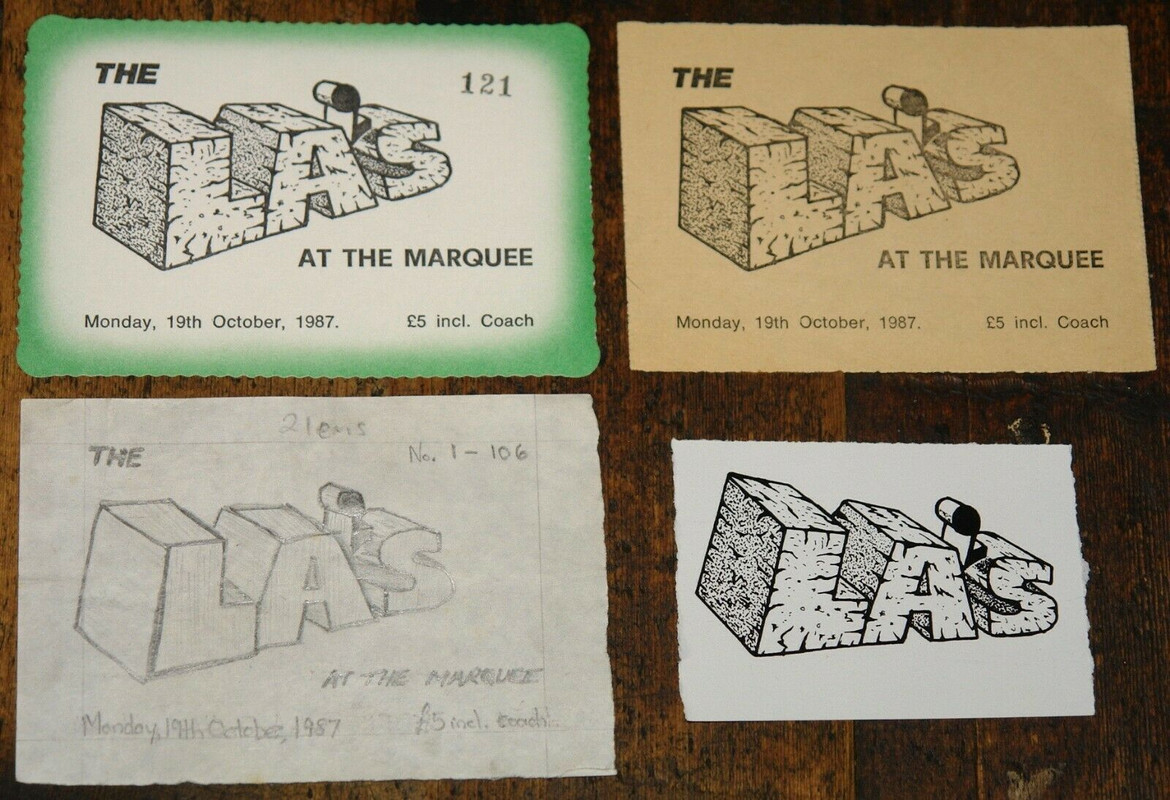 THE
121
LA'S
AT THE MARQUEE
Monday, 19th October, 1987. £5 incl. Coach
THE
LA'S
AT THE MARQUEE
Monday, 19th October, 1987. £5 incl. Coach
THE
No. 1 - 106
LA'S
AT THE MARQUEE
Monday, 19th October, 1987 £5 incl. coach
LA'S